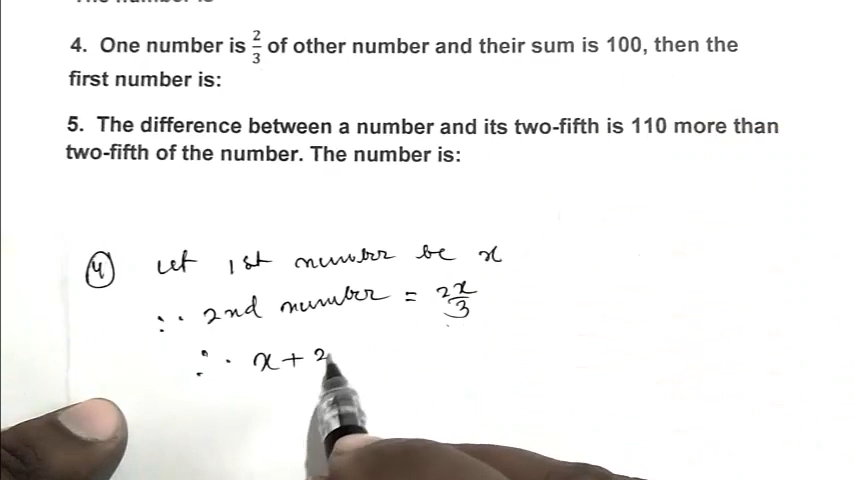 4. One number is 2/3 of other number and their sum is 100, then the
first number is:
5. The difference between a number and its two-fifth is 110 more than
two-fifth of the number. The number is:
4 Let 1st number be x
∴ 2nd number = 2x/3
∴ x + 2